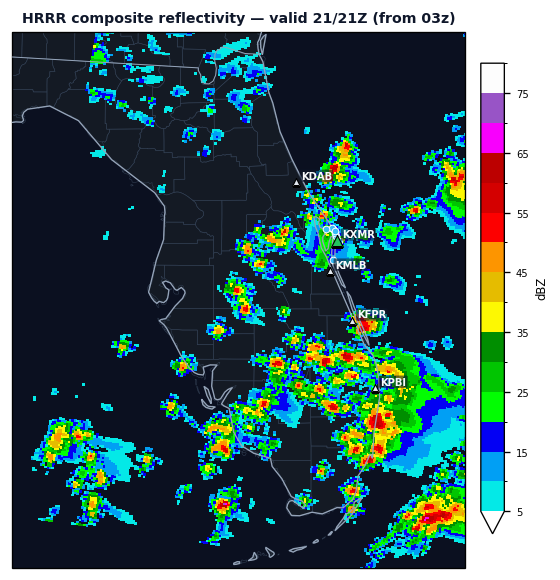 HRRR composite reflectivity — valid 21/21Z (from 03z)
KDAB
KXMR
KMLB
KFPR
KPBI
75
65
55
45
35
25
15
5
dBZ